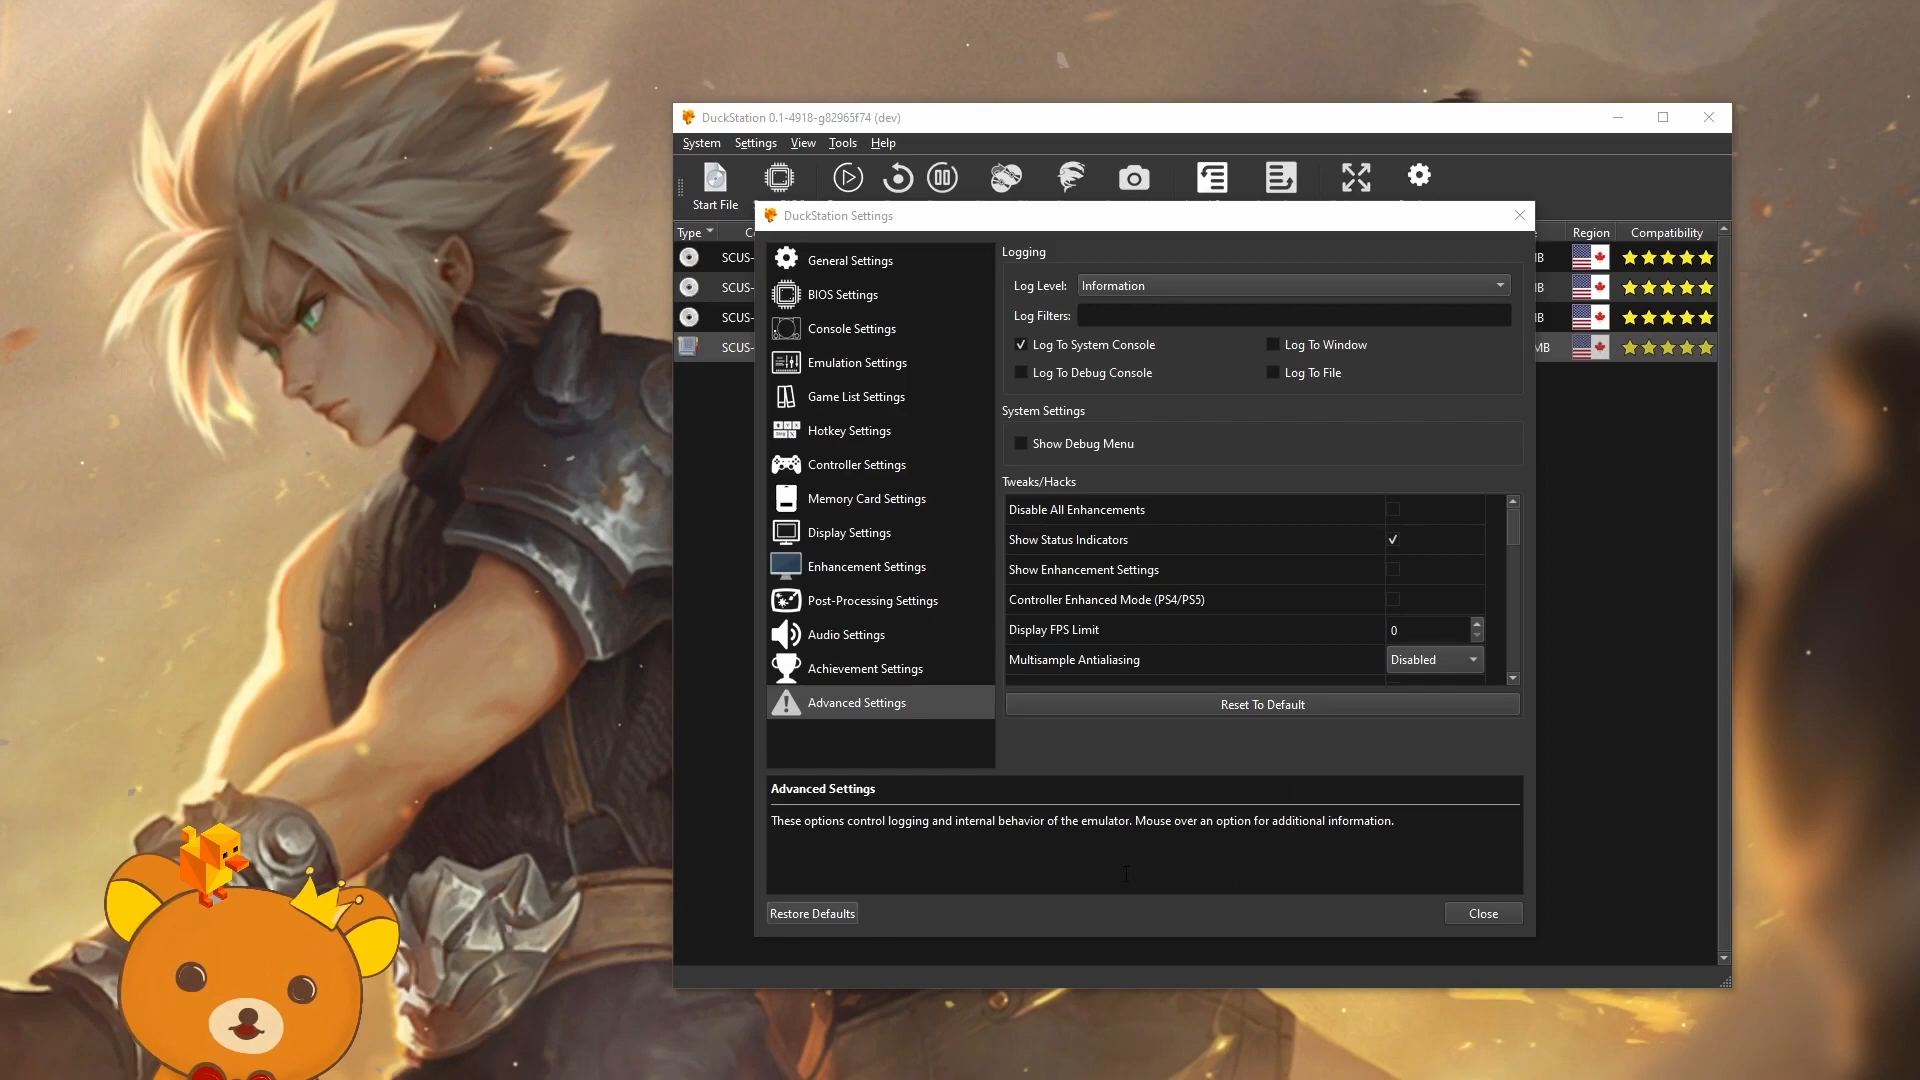 DuckStation 0.1-4918-g82965f74 (dev)
System Settings View Tools Help
Start File
Type
Region Compatibility
DuckStation Settings
SCUS-
SCUS-
SCUS-
SCUS-
MB
General Settings
BIOS Settings
Console Settings
Emulation Settings
Game List Settings
Hotkey Settings
Controller Settings
Memory Card Settings
Display Settings
Enhancement Settings
Post-Processing Settings
Audio Settings
Achievement Settings
Advanced Settings
Logging
Log Level: Information
Log Filters:
Log To System Console
Log To Window
Log To Debug Console
Log To File
System Settings
Show Debug Menu
Tweaks/Hacks
Disable All Enhancements
Show Status Indicators
Show Enhancement Settings
Controller Enhanced Mode (PS4/PS5)
Display FPS Limit 0
Multisample Antialiasing Disabled
Reset To Default
Advanced Settings
These options control logging and internal behavior of the emulator. Mouse over an option for additional information.
Restore Defaults
Close